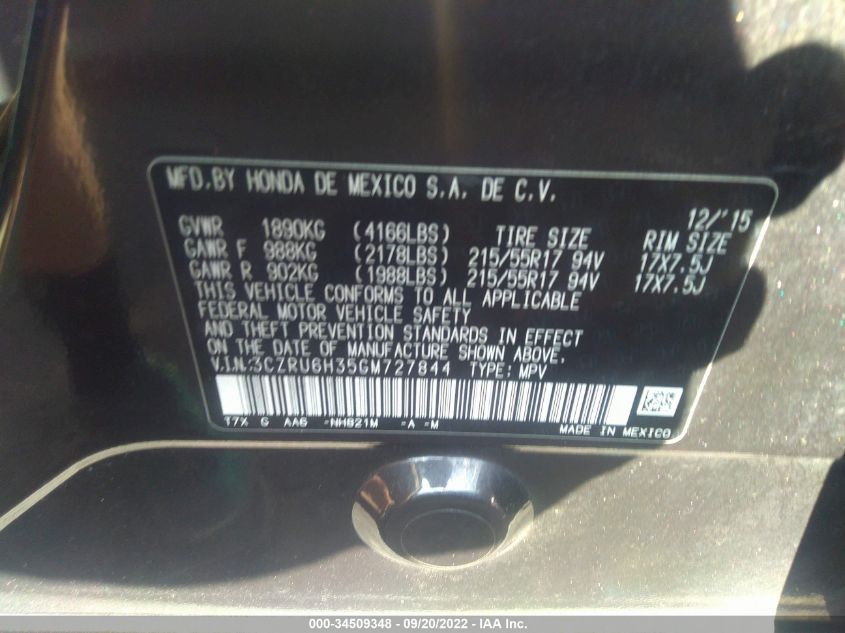 MFD.BY HONDA DE MEXICO S.A. DE C.V.
12/'15
GVWR 1890KG (4166LBS) TIRE SIZE RIM SIZE
GAWR F 988KG (2178LBS) 215/55R17 94V 17X7.5J
GAWR R 902KG (1988LBS) 215/55R17 94V 17X7.5J
THIS VEHICLE CONFORMS TO ALL APPLICABLE
FEDERAL MOTOR VEHICLE SAFETY
AND THEFT PREVENTION STANDARDS IN EFFECT
ON THE DATE OF MANUFACTURE SHOWN ABOVE.
V.I.N:3CZRU6H35GM727844 TYPE: MPV
17X G AA6 -NH821M -A -M
MADE IN MEXICO
000-34509348 - 09/20/2022 - IAA Inc.